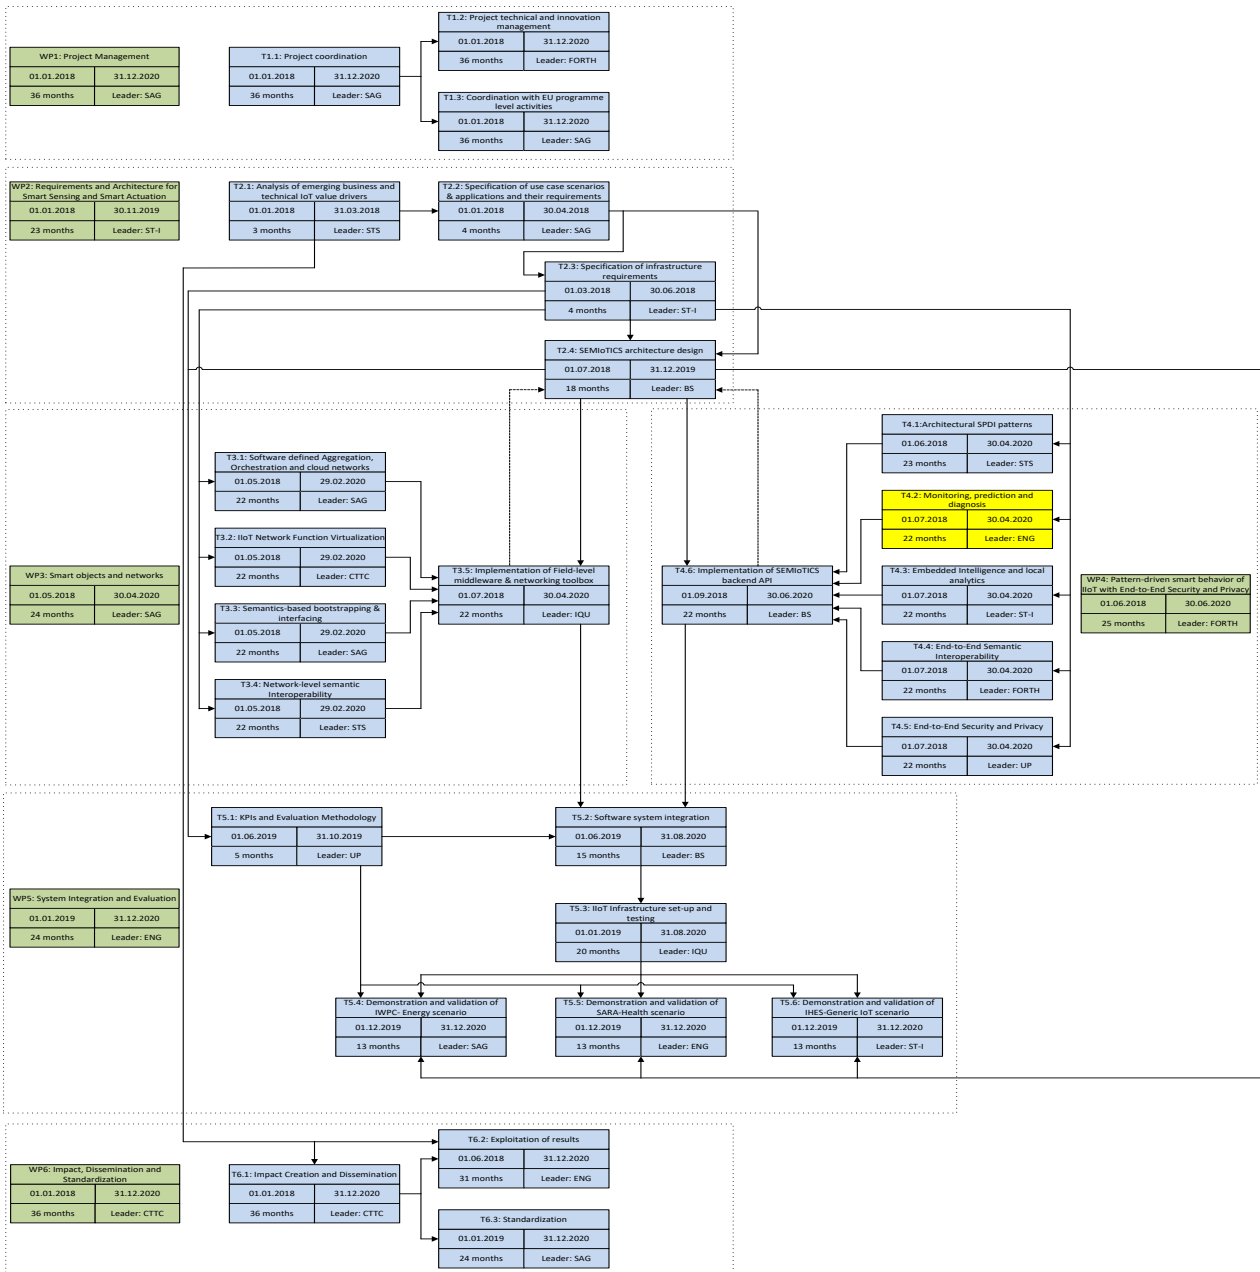 WP1: Project Management
01.01.2018 31.12.2020
36 months Leader: SAG
T1.1: Project coordination
01.01.2018 31.12.2020
36 months Leader: SAG
T1.2: Project technical and innovation
management
01.01.2018 31.12.2020
36 months Leader: FORTH
T1.3: Coordination with EU programme
level activities
01.01.2018 31.12.2020
36 months Leader: SAG
WP2: Requirements and Architecture for
Smart Sensing and Smart Actuation
01.01.2018 30.11.2019
23 months Leader: ST-I
T2.1: Analysis of emerging business and
technical IoT value drivers
01.01.2018 31.03.2018
3 months Leader: STS
T2.2: Specification of use case scenarios
& applications and their requirements
01.01.2018 30.04.2018
4 months Leader: SAG
T2.3: Specification of infrastructure
requirements
01.03.2018 30.06.2018
4 months Leader: ST-I
T2.4: SEMIoTICS architecture design
01.07.2018 31.12.2019
18 months Leader: BS
WP3: Smart objects and networks
01.05.2018 30.04.2020
24 months Leader: SAG
T3.1: Software defined Aggregation,
Orchestration and cloud networks
01.05.2018 29.02.2020
22 months Leader: SAG
T3.2: IIoT Network Function Virtualization
01.05.2018 29.02.2020
22 months Leader: CTTC
T3.3: Semantics-based bootstrapping &
interfacing
01.05.2018 29.02.2020
22 months Leader: SAG
T3.4: Network-level semantic
Interoperability
01.05.2018 29.02.2020
22 months Leader: STS
T3.5: Implementation of Field-level
middleware & networking toolbox
01.07.2018 30.04.2020
22 months Leader: IQU
T4.6: Implementation of SEMIoTICS
backend API
01.09.2018 30.06.2020
22 months Leader: BS
T4.1:Architectural SPDI patterns
01.06.2018 30.04.2020
23 months Leader: STS
T4.2: Monitoring, prediction and
diagnosis
01.07.2018 30.04.2020
22 months Leader: ENG
T4.3: Embedded Intelligence and local
analytics
01.07.2018 30.04.2020
22 months Leader: ST-I
T4.4: End-to-End Semantic
Interoperability
01.07.2018 30.04.2020
22 months Leader: FORTH
T4.5: End-to-End Security and Privacy
01.07.2018 30.04.2020
22 months Leader: UP
WP4: Pattern-driven smart behavior of
IIoT with End-to-End Security and Privacy
01.06.2018 30.06.2020
25 months Leader: FORTH
WP5: System Integration and Evaluation
01.01.2019 31.12.2020
24 months Leader: ENG
T5.1: KPIs and Evaluation Methodology
01.06.2019 31.10.2019
5 months Leader: UP
T5.2: Software system integration
01.06.2019 31.08.2020
15 months Leader: BS
T5.3: IIoT Infrastructure set-up and
testing
01.01.2019 31.08.2020
20 months Leader: IQU
T5.4: Demonstration and validation of
IWPC- Energy scenario
01.12.2019 31.12.2020
13 months Leader: SAG
T5.5: Demonstration and validation of
SARA-Health scenario
01.12.2019 31.12.2020
13 months Leader: ENG
T5.6: Demonstration and validation of
IHES-Generic IoT scenario
01.12.2019 31.12.2020
13 months Leader: ST-I
WP6: Impact, Dissemination and
Standardization
01.01.2018 31.12.2020
36 months Leader: CTTC
T6.1: Impact Creation and Dissemination
01.01.2018 31.12.2020
36 months Leader: CTTC
T6.2: Exploitation of results
01.06.2018 31.12.2020
31 months Leader: ENG
T6.3: Standardization
01.01.2019 31.12.2020
24 months Leader: SAG